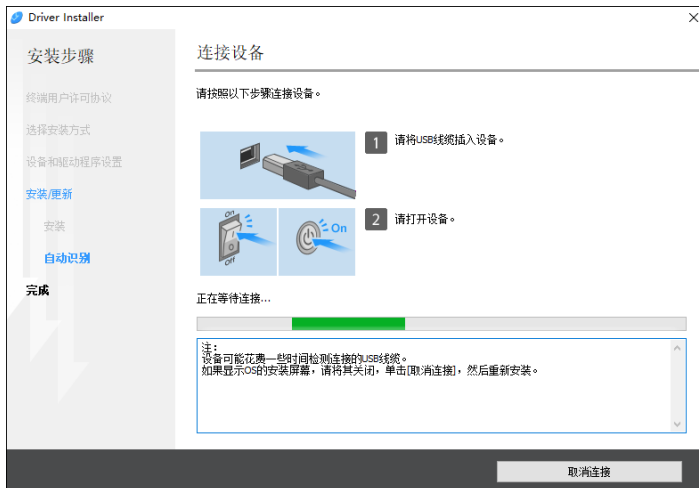 Driver Installer
安装步骤
终端用户许可协议
选择安装方式
设备和驱动程序设置
安装/更新
安装
自动识别
完成
连接设备
请按照以下步骤连接设备。
1 请将USB线缆插入设备。
On
Off
On
2 请打开设备。
正在等待连接...
注：
设备可能花费一些时间检测连接的USB线缆。
如果显示OS的安装屏幕，请将其关闭，单击[取消连接]，然后重新安装。
取消连接